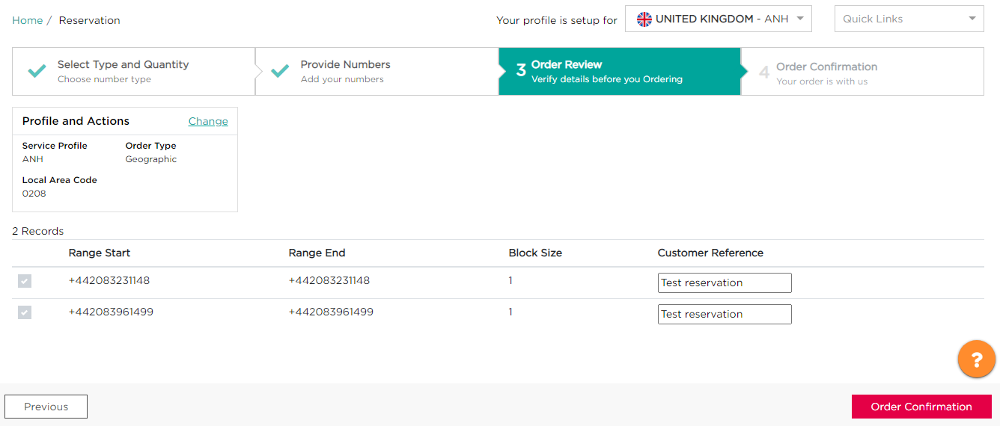 Home / Reservation
Your profile is setup for
UNITED KINGDOM - ANH
Quick Links
Select Type and Quantity
Choose number type
Provide Numbers
Add your numbers
3
Order Review
Verify details before you Ordering
4
Order Confirmation
Your order is with us
Profile and Actions
Change
Service Profile
Order Type
ANH
Geographic
Local Area Code
0208
2 Records
Range Start Range End Block Size Customer Reference
+442083231148 +442083231148 1 Test reservation
+442083961499 +442083961499 1 Test reservation
?
Previous
Order Confirmation